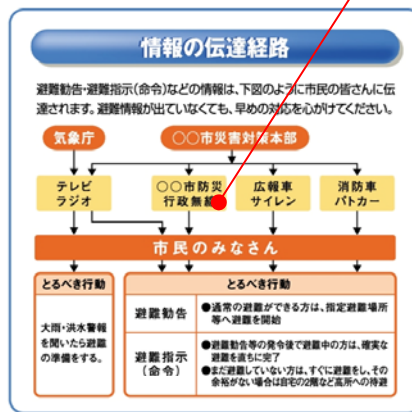 情報の伝達経路
避難勧告・避難指示(命令)などの情報は、下図のように市民の皆さんに伝
達されます。避難情報が出ていなくても、早めの対応を心がけてください。
気象庁
〇〇市災害対策本部
テレビ
ラジオ
〇〇市防災
行政無線
広報車
サイレン
消防車
パトカー
市民のみなさん
とるべき行動
大雨・洪水警報
を聞いたら避難
の準備をする。
とるべき行動
避難勧告
●通常の避難ができる方は、指定避難場所
等へ避難を開始
避難指示
(命令)
●避難勧告等の発令後で避難中の方は、確実な
避難を直ちに完了
●まだ避難していない方は、すぐに避難をし、その
余裕がない場合は自宅の2階など高所への待避